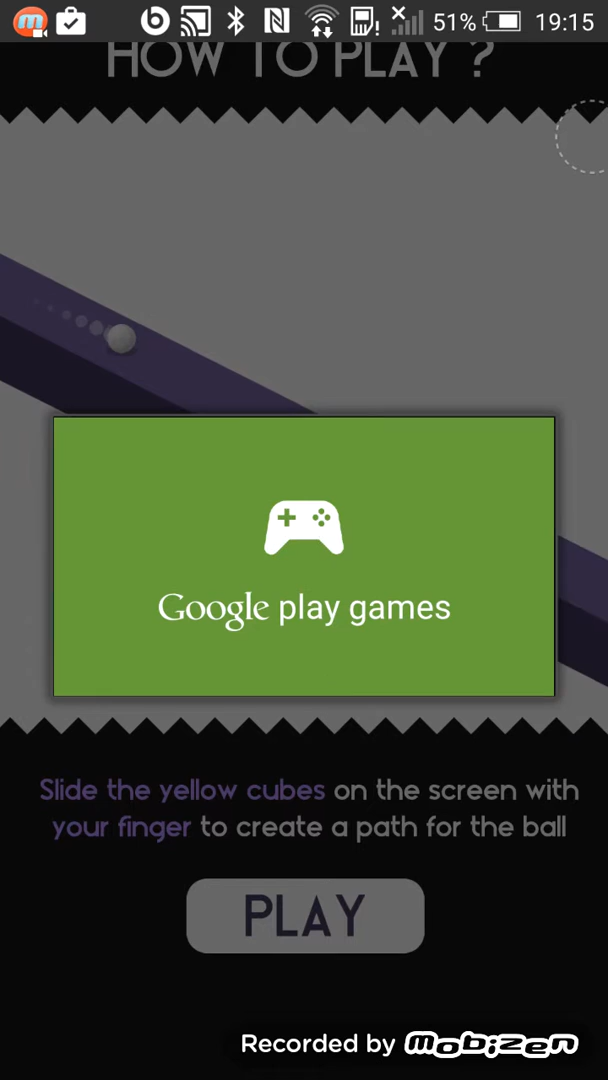 51% 19:15
HOW TO PLAY ?
Google play games
Slide the yellow cubes on the screen with
your finger to create a path for the ball
PLAY
Recorded by mobizen